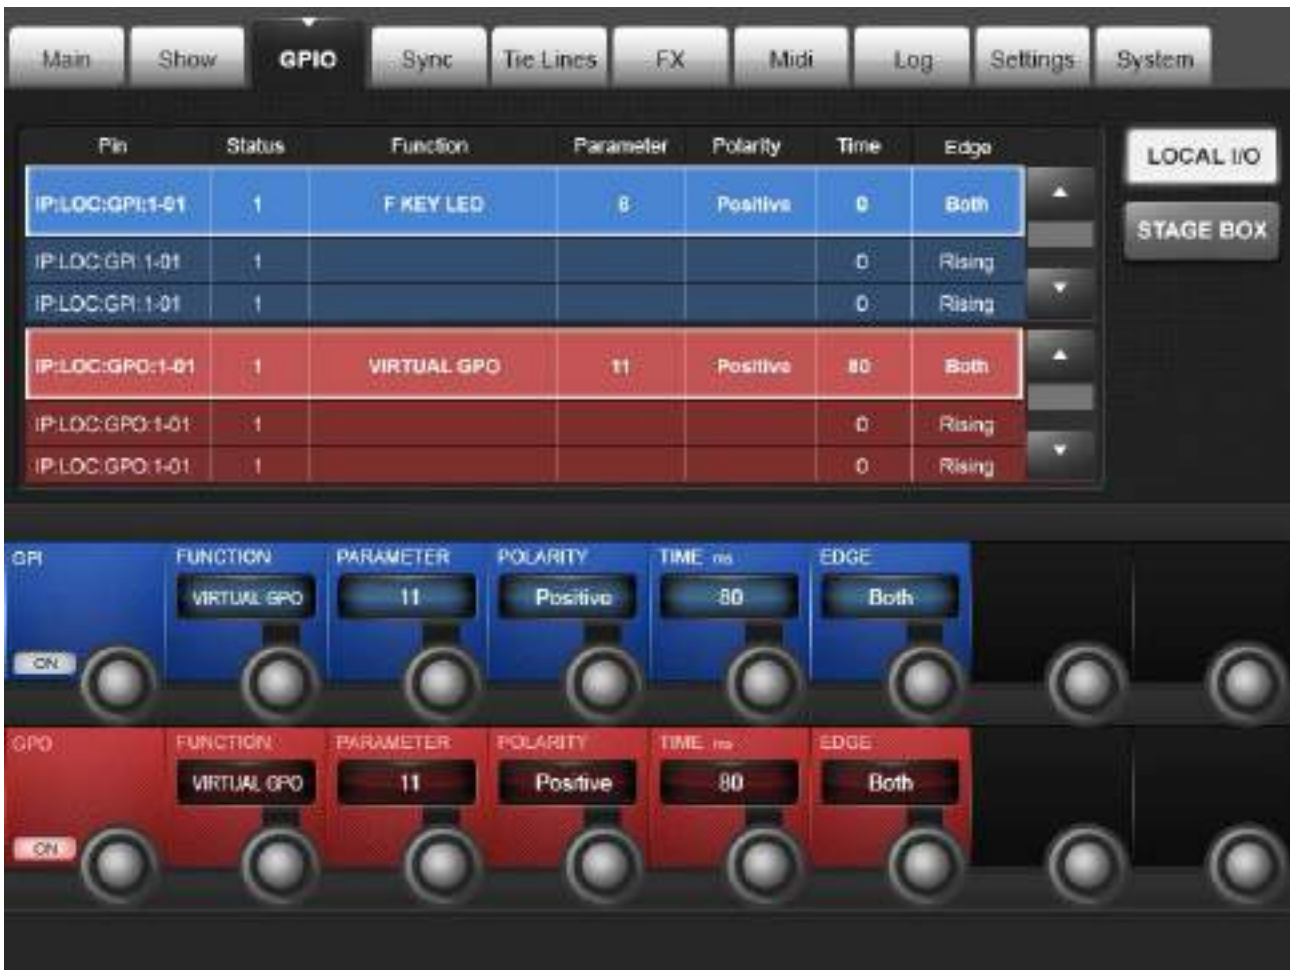 Main Show GPIO Sync Tie Lines FX Midi Log Settings System
Pin Status Function Parameter Polarity Time Edge
LOCAL I/O
IP:LOC:GPI:1-01 1 F KEY LED 6 Positive 0 Both
STAGE BOX
IP:LOC:GPI:1-01 1 0 Rising
IP:LOC:GPI:1-01 1 0 Rising
IP:LOC:GPO:1-01 1 VIRTUAL GPO 11 Positive 80 Both
IP:LOC:GPO:1-01 1 0 Rising
IP:LOC:GPO:1-01 1 0 Rising
GPI FUNCTION PARAMETER POLARITY TIME ms EDGE
VIRTUAL GPO 11 Positive 80 Both
ON
GPO FUNCTION PARAMETER POLARITY TIME ms EDGE
VIRTUAL GPO 11 Positive 80 Both
ON